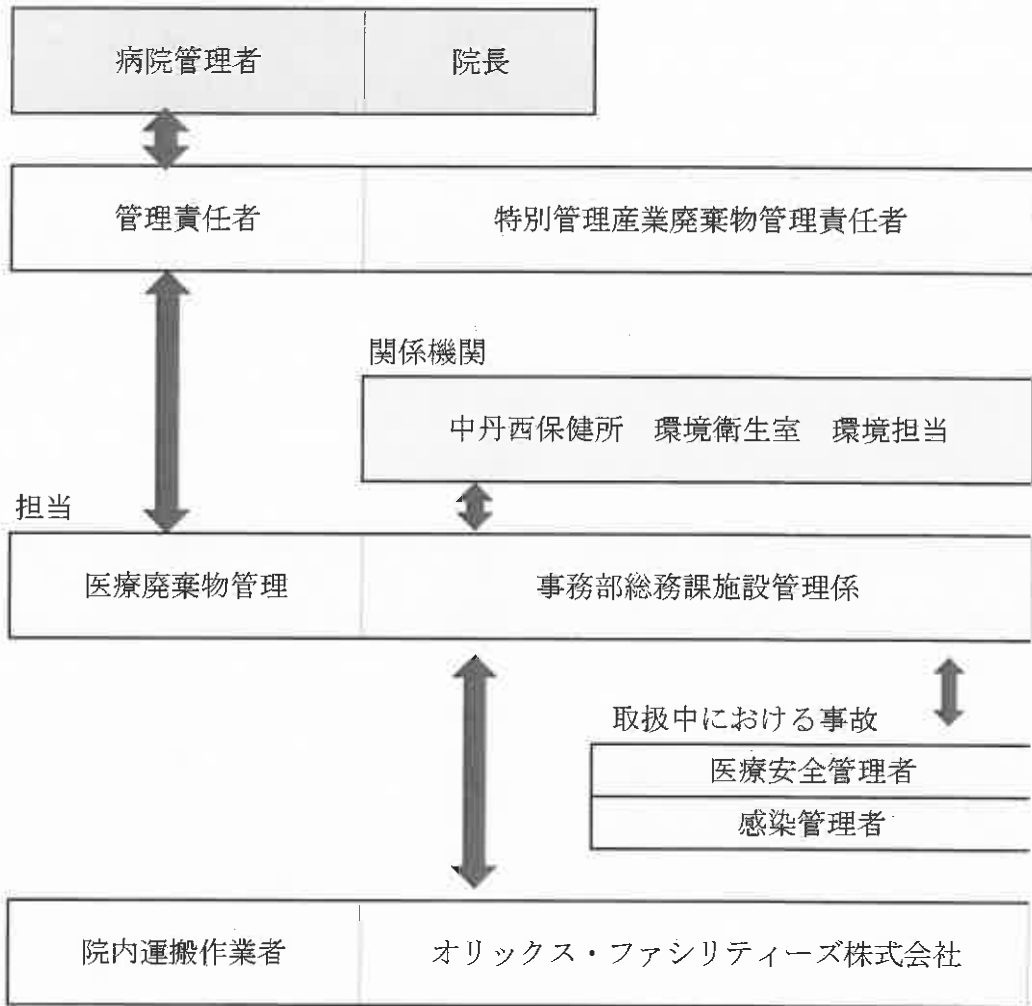 病院管理者 院長
管理責任者 特別管理産業廃棄物管理責任者
関係機関
中丹西保健所 環境衛生室 環境担当
担当
医療廃棄物管理 事務部総務課施設管理係
取扱中における事故
医療安全管理者
感染管理者
院内運搬作業者 オリックス・ファシリティーズ株式会社